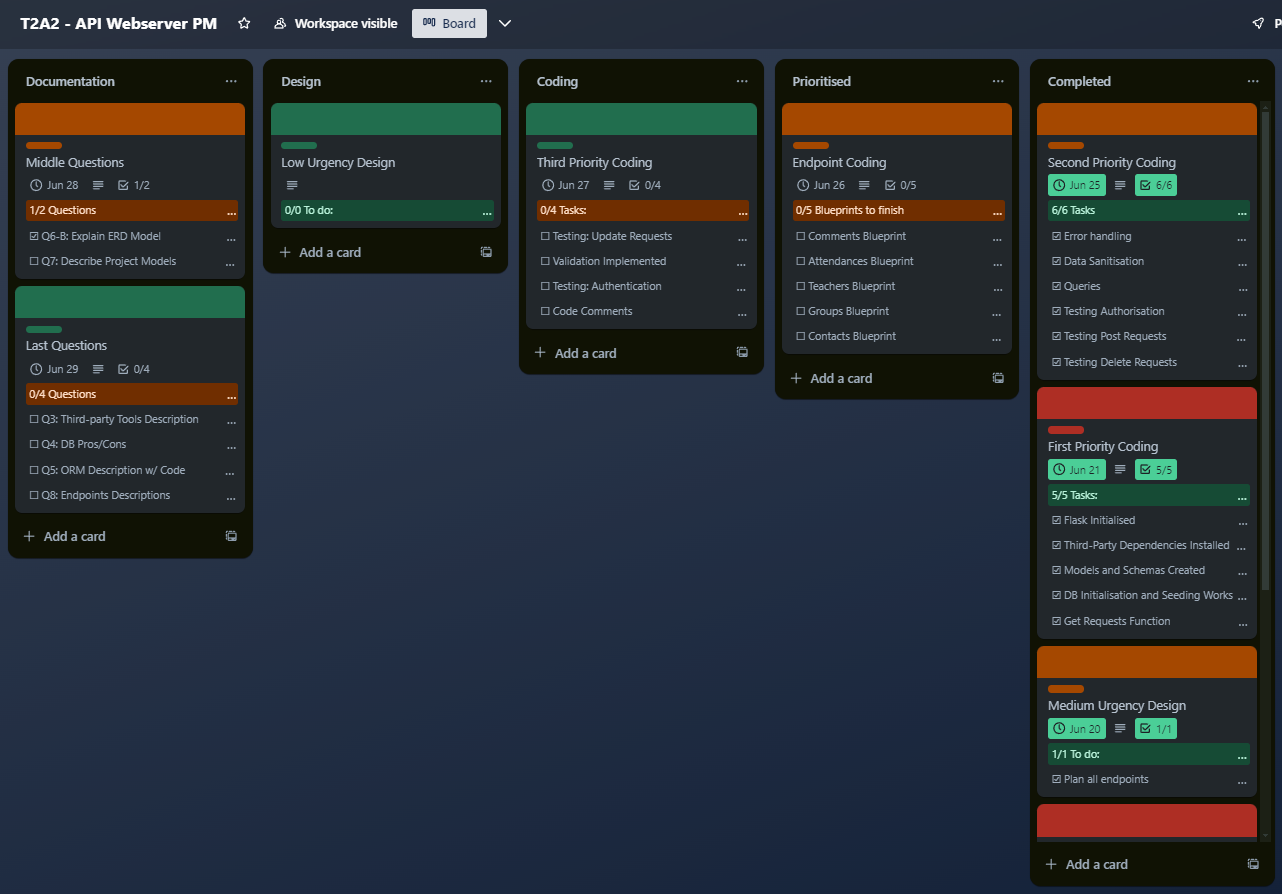 T2A2 - API Webserver PM
Workspace visible
Board
Documentation
Middle Questions
Jun 28
1/2
1/2 Questions
Q6-B: Explain ERD Model
Q7: Describe Project Models
Last Questions
Jun 29
0/4
0/4 Questions
Q3: Third-party Tools Description
Q4: DB Pros/Cons
Q5: ORM Description w/ Code
Q8: Endpoints Descriptions
+ Add a card
Design
Low Urgency Design
0/0 To do:
+ Add a card
Coding
Third Priority Coding
Jun 27
0/4
0/4 Tasks:
Testing: Update Requests
Validation Implemented
Testing: Authentication
Code Comments
+ Add a card
Prioritised
Endpoint Coding
Jun 26
0/5
0/5 Blueprints to finish
Comments Blueprint
Attendances Blueprint
Teachers Blueprint
Groups Blueprint
Contacts Blueprint
+ Add a card
Completed
Second Priority Coding
Jun 25
6/6
6/6 Tasks
Error handling
Data Sanitisation
Queries
Testing Authorisation
Testing Post Requests
Testing Delete Requests
First Priority Coding
Jun 21
5/5
5/5 Tasks:
Flask Initialised
Third-Party Dependencies Installed
Models and Schemas Created
DB Initialisation and Seeding Works
Get Requests Function
Medium Urgency Design
Jun 20
1/1
1/1 To do:
Plan all endpoints
+ Add a card